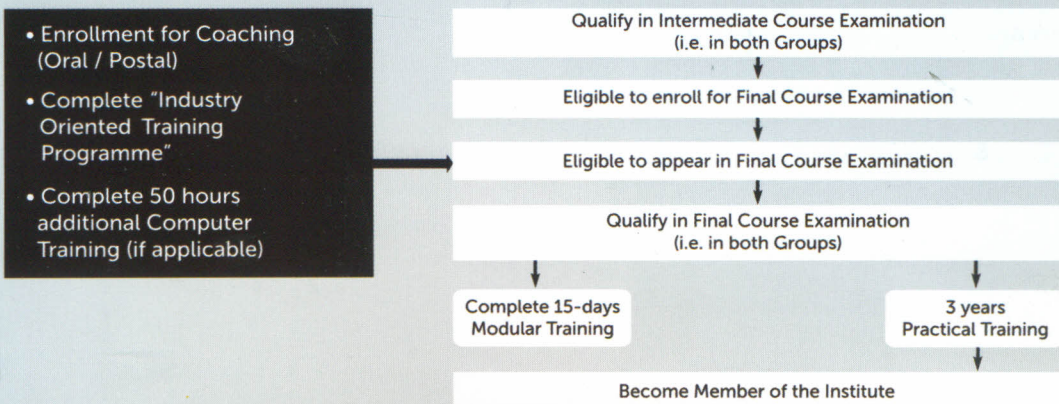 • Enrollment for Coaching
(Oral / Postal)
• Complete “Industry
Oriented Training
Programme”
• Complete 50 hours
additional Computer
Training (if applicable)
Qualify in Intermediate Course Examination
(i.e. in both Groups)
Eligible to enroll for Final Course Examination
Eligible to appear in Final Course Examination
Qualify in Final Course Examination
(i.e. in both Groups)
Complete 15-days
Modular Training
3 years
Practical Training
Become Member of the Institute